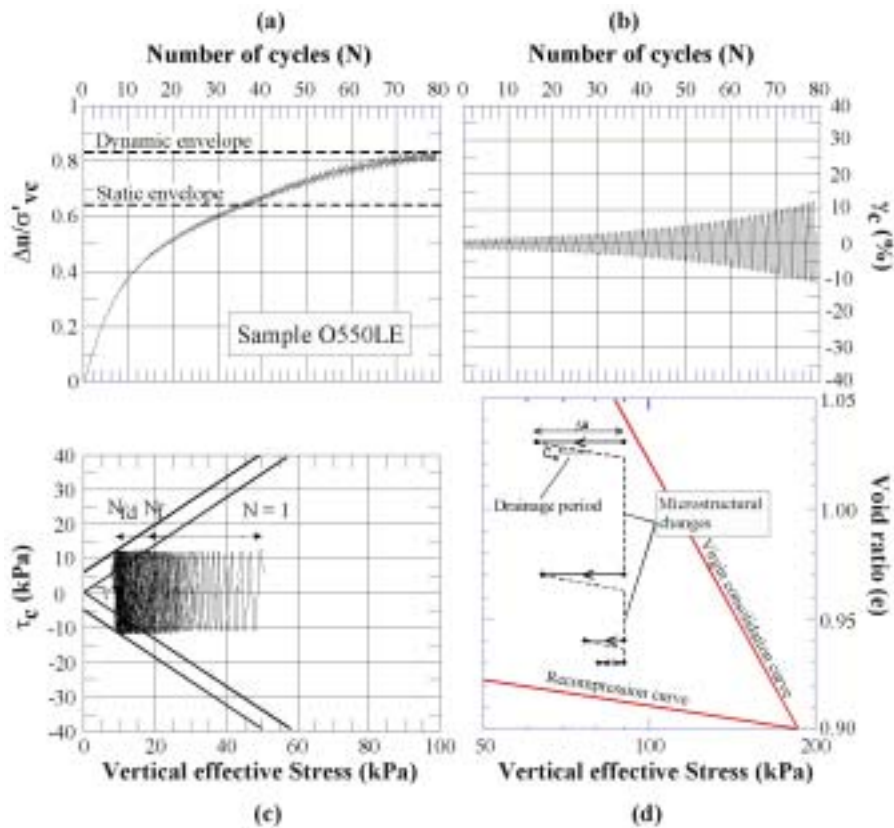 (a)
Number of cycles (N)
0 10 20 30 40 50 60 70 80
1
0.8
0.6
0.4
0.2
0
Δu/σ'vc
Dynamic envelope
Static envelope
Sample O550LE
(b)
Number of cycles (N)
0 10 20 30 40 50 60 70 80
40
30
20
10
0
-10
-20
-30
-40
γc (%)
40
30
20
10
0
-10
-20
-30
-40
τc (kPa)
Nfd Nf N = 1
0 20 40 60 80 100
Vertical effective Stress (kPa)
(c)
Drainage period
Microstructural
changes
Virgin consolidation curve
Recompression curve
1.05
1.00
0.95
0.90
Void ratio (e)
50 100 200
Vertical effective Stress (kPa)
(d)